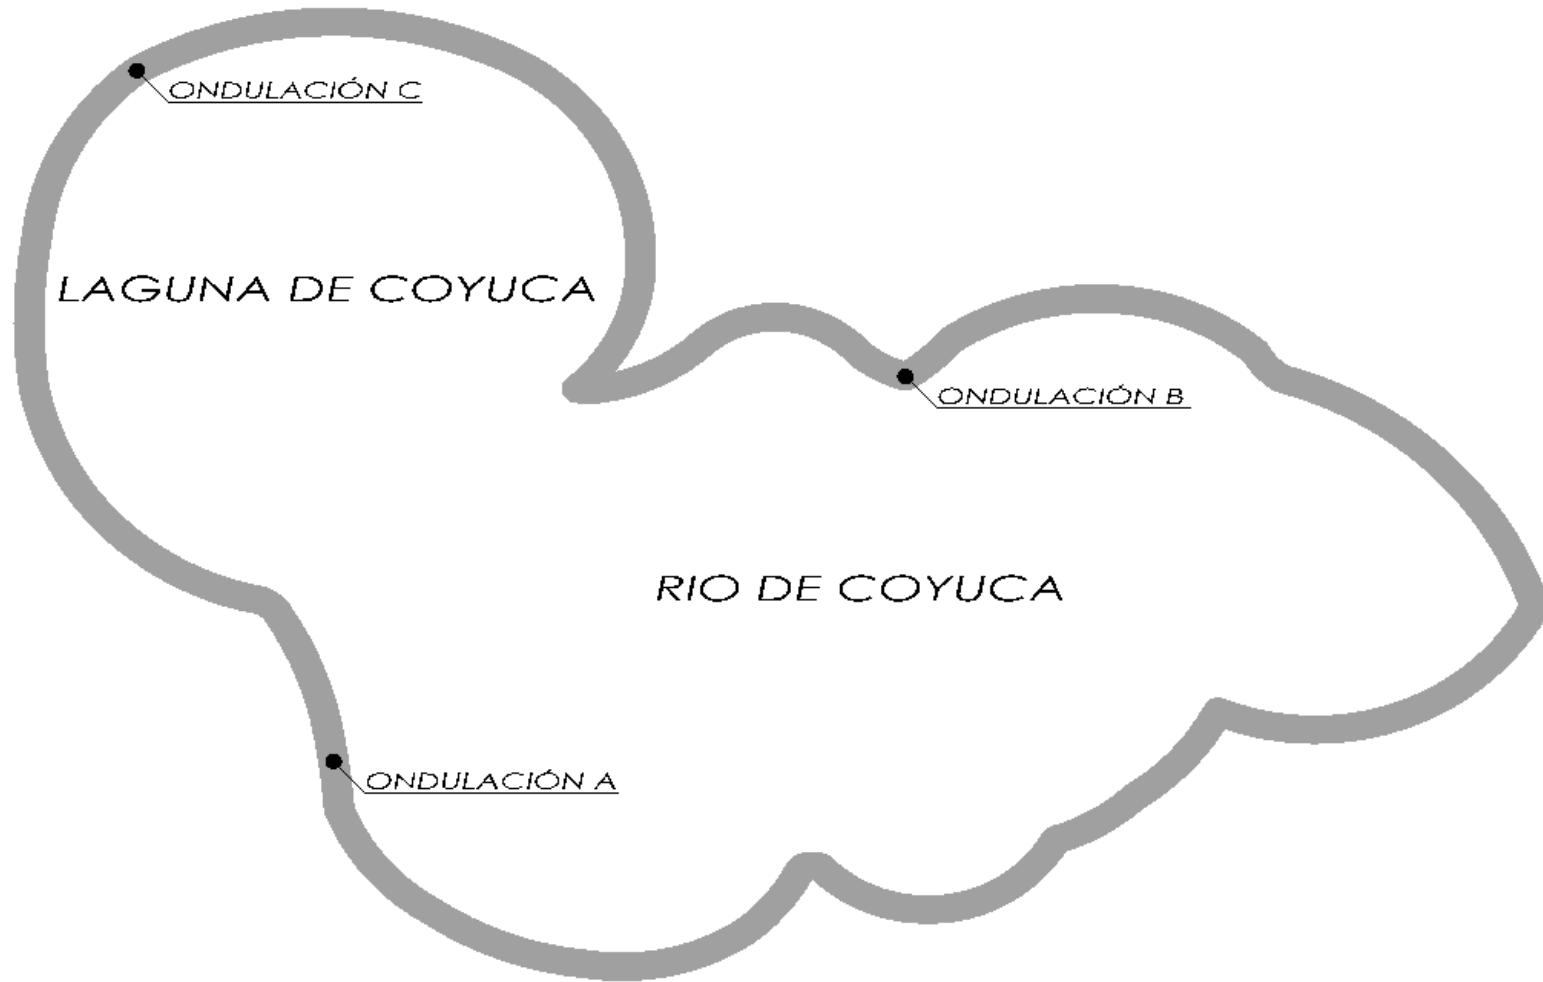 ONDULACIÓN C
LAGUNA DE COYUCA
ONDULACIÓN B
RIO DE COYUCA
ONDULACIÓN A